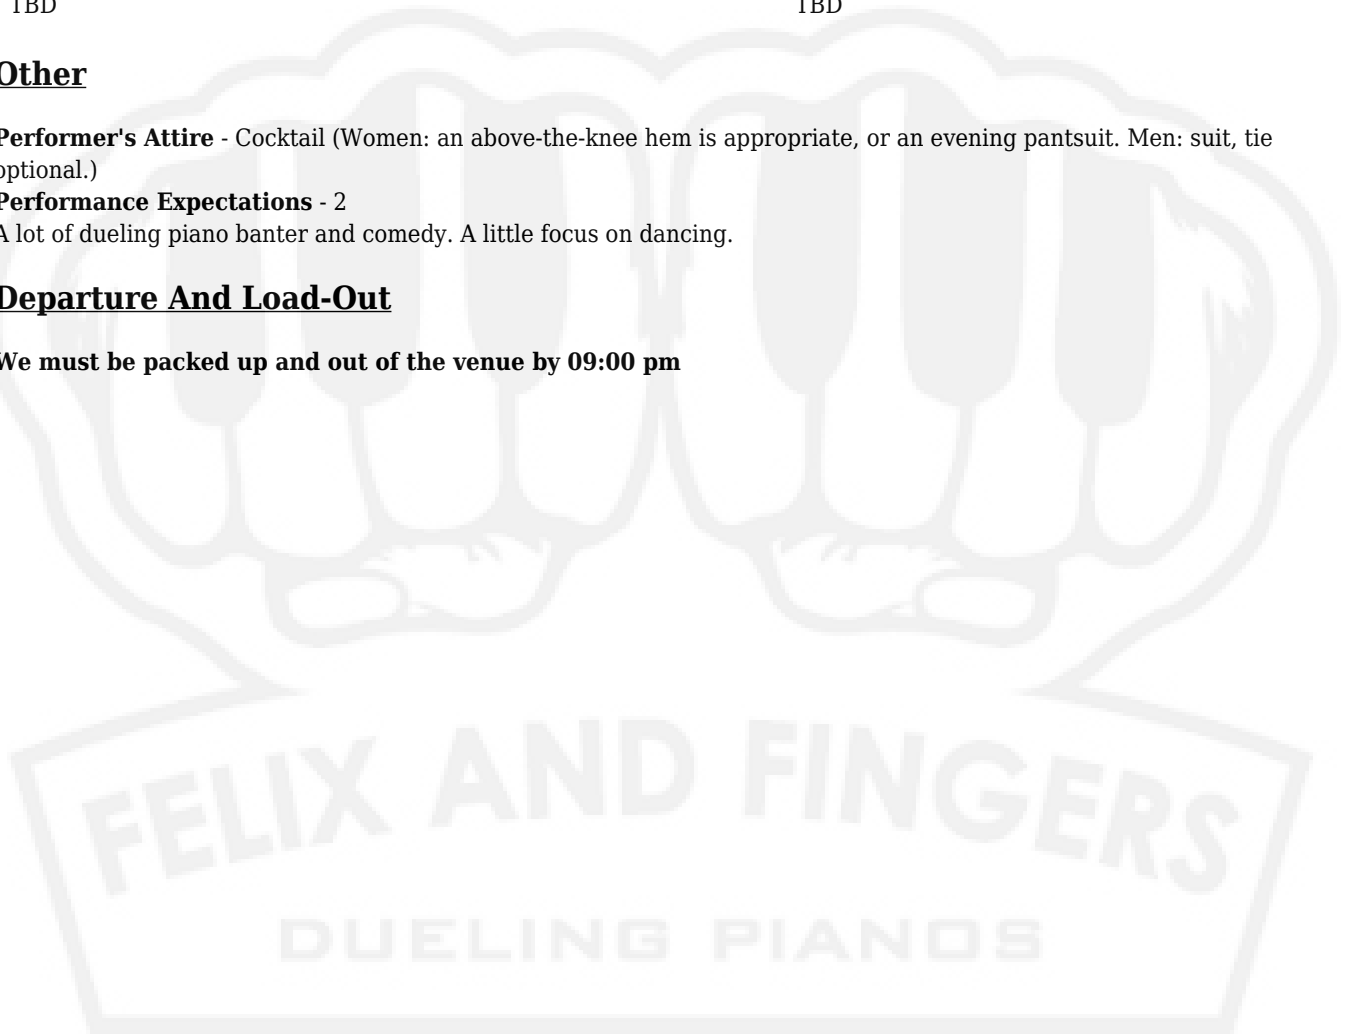 TBD TBD
Other
Performer's Attire - Cocktail (Women: an above-the-knee hem is appropriate, or an evening pantsuit. Men: suit, tie
optional.)
Performance Expectations - 2
A lot of dueling piano banter and comedy. A little focus on dancing.
Departure And Load-Out
We must be packed up and out of the venue by 09:00 pm
FELIX AND FINGERS
DUELING PIANOS